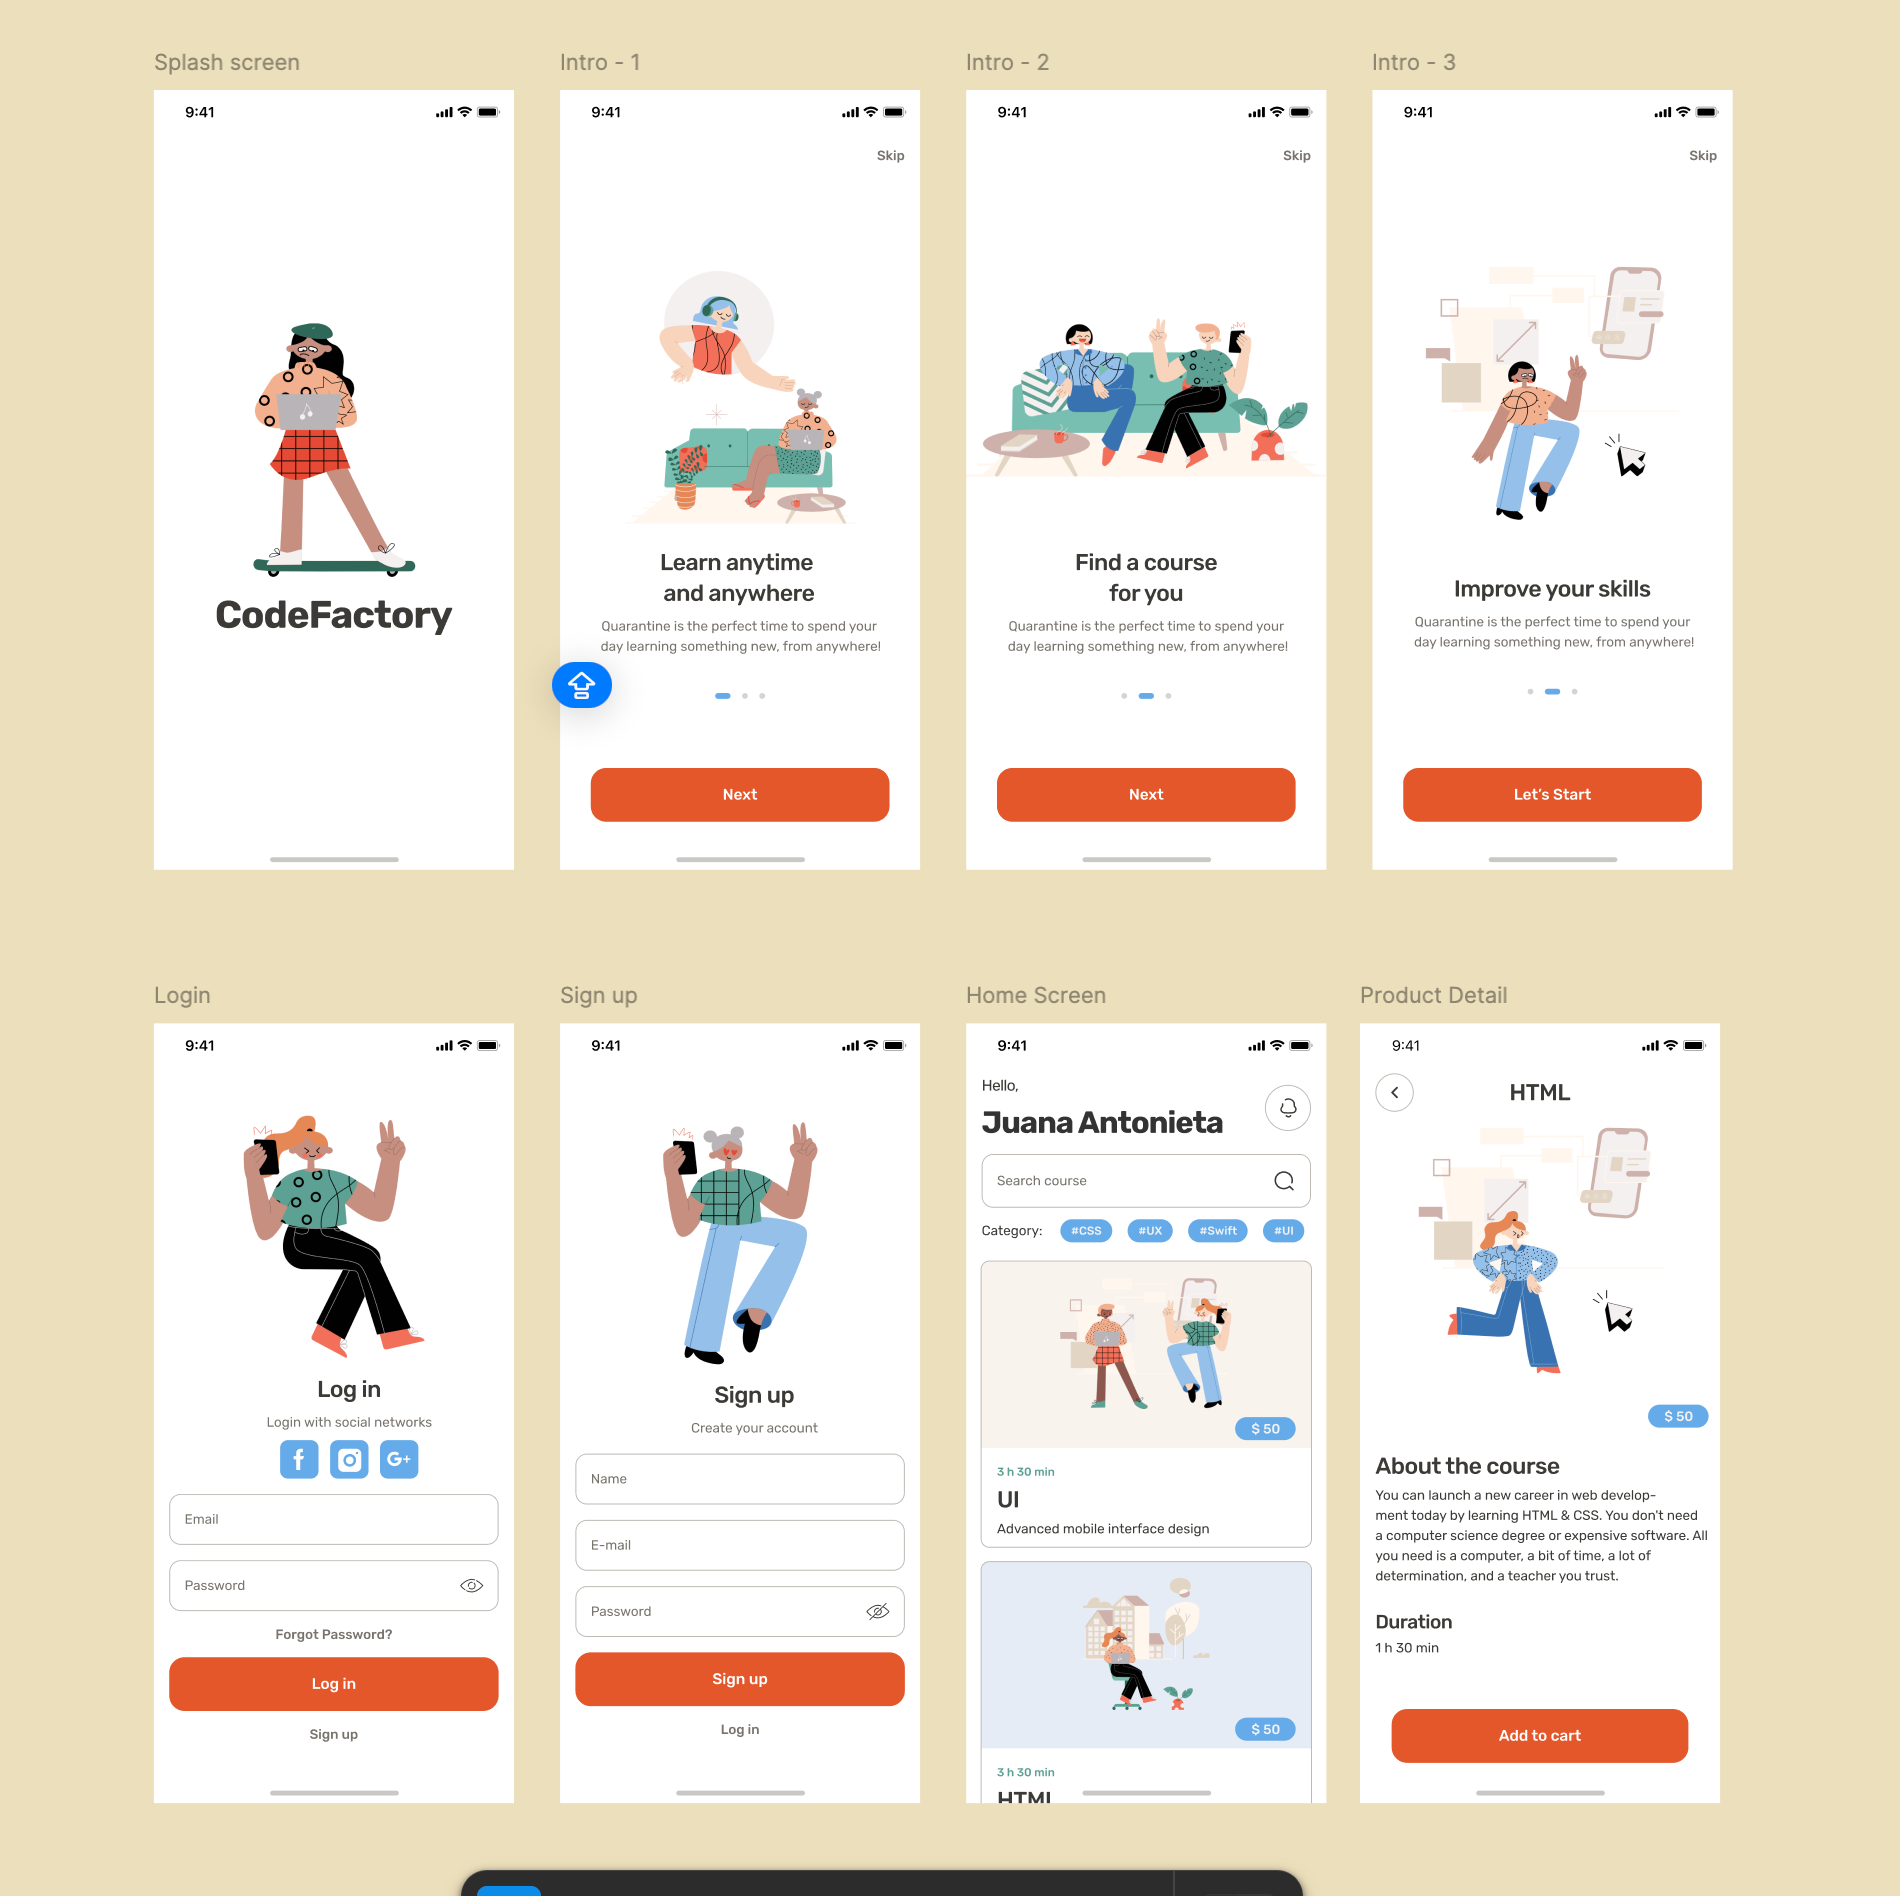 Splash screen
9:41
CodeFactory
Intro - 1
9:41
Skip
Learn anytime
and anywhere
Quarantine is the perfect time to spend your
day learning something new, from anywhere!
Next
Intro - 2
9:41
Skip
Find a course
for you
Quarantine is the perfect time to spend your
day learning something new, from anywhere!
Next
Intro - 3
9:41
Skip
Improve your skills
Quarantine is the perfect time to spend your
day learning something new, from anywhere!
Let's Start
Login
9:41
Log in
Login with social networks
f
G+
Email
Password
Forgot Password?
Log in
Sign up
Sign up
9:41
Sign up
Create your account
Name
E-mail
Password
Sign up
Log in
Home Screen
9:41
Hello,
Juana Antonieta
Search course
Category: #CSS #UX #Swift #UI
$ 50
3 h 30 min
UI
Advanced mobile interface design
$ 50
3 h 30 min
HTML
Product Detail
9:41
HTML
$ 50
About the course
You can launch a new career in web develop-
ment today by learning HTML & CSS. You don't need
a computer science degree or expensive software. All
you need is a computer, a bit of time, a lot of
determination, and a teacher you trust.
Duration
1 h 30 min
Add to cart